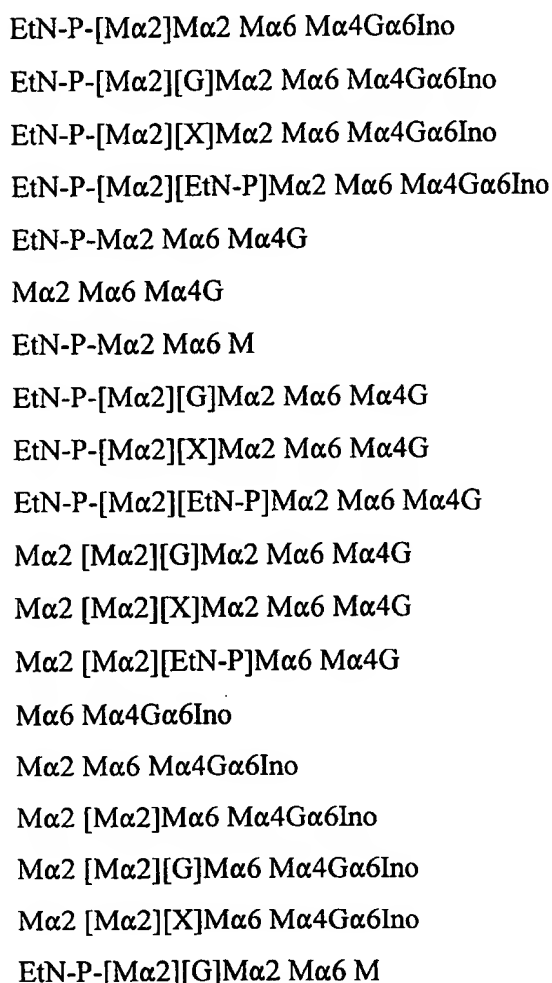 EtN-P-[Mα2]Mα2 Mα6 Mα4Gα6Ino
EtN-P-[Mα2][G]Mα2 Mα6 Mα4Gα6Ino
EtN-P-[Mα2][X]Mα2 Mα6 Mα4Gα6Ino
EtN-P-[Mα2][EtN-P]Mα2 Mα6 Mα4Gα6Ino
EtN-P-Mα2 Mα6 Mα4G
Mα2 Mα6 Mα4G
EtN-P-Mα2 Mα6 M
EtN-P-[Mα2][G]Mα2 Mα6 Mα4G
EtN-P-[Mα2][X]Mα2 Mα6 Mα4G
EtN-P-[Mα2][EtN-P]Mα2 Mα6 Mα4G
Mα2 [Mα2][G]Mα2 Mα6 Mα4G
Mα2 [Mα2][X]Mα2 Mα6 Mα4G
Mα2 [Mα2][EtN-P]Mα6 Mα4G
Mα6 Mα4Gα6Ino
Mα2 Mα6 Mα4Gα6Ino
Mα2 [Mα2]Mα6 Mα4Gα6Ino
Mα2 [Mα2][G]Mα6 Mα4Gα6Ino
Mα2 [Mα2][X]Mα6 Mα4Gα6Ino
EtN-P-[Mα2][G]Mα2 Mα6 M